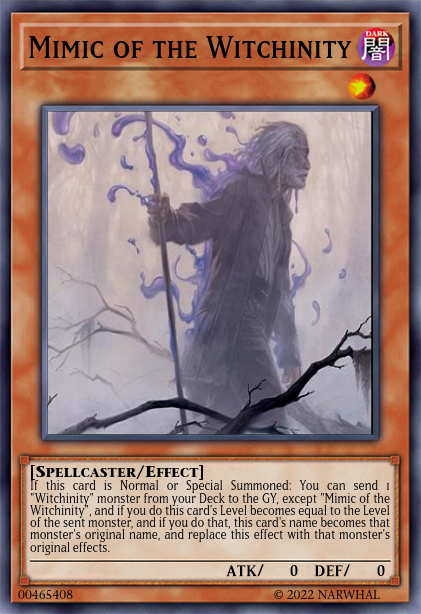 Mimic of the Witchinity
DARK
闇
[Spellcaster/Effect]
If this card is Normal or Special Summoned: You can send 1
"Witchinity" monster from your Deck to the GY, except "Mimic of the
Witchinity", and if you do this card's Level becomes equal to the Level
of the sent monster, and if you do that, this card's name becomes that
monster's original name, and replace this effect with that monster's
original effects.
ATK/ 0 DEF/ 0
00465408 © 2022 NARWHAL